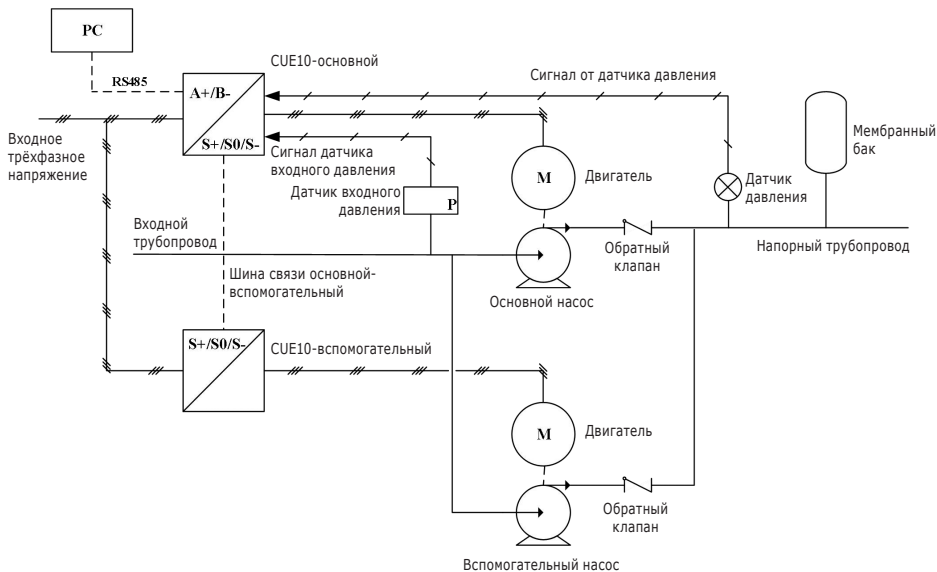 PC
RS485
CUE10-основной
A+/B-
S+/S0/S-
Сигнал от датчика давления
Входное
трёхфазное
напряжение
Сигнал датчика
входного давления
Датчик входного
давления
P
M
Двигатель
Датчик
давления
Мембранный
бак
Входной
трубопровод
Обратный
клапан
Напорный трубопровод
Шина связи основной-
вспомогательный
Основной насос
S+/S0/S-
CUE10-вспомогательный
M
Двигатель
Обратный
клапан
Вспомогательный насос